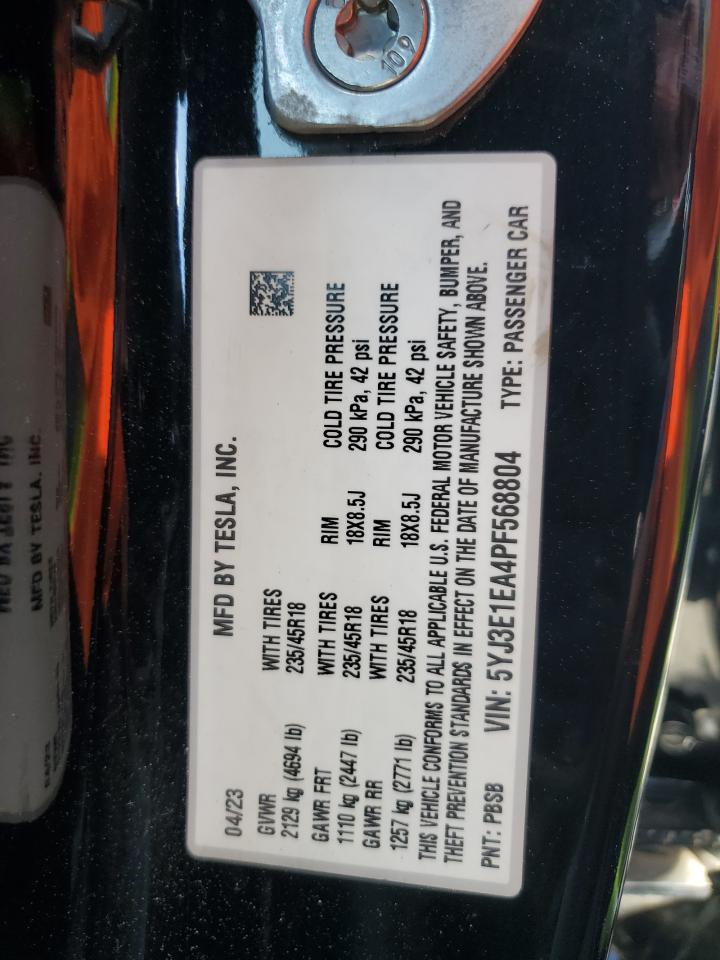 109
MFD BY TESLA, INC.
04/23
GVWR WITH TIRES
2129 kg (4694 lb) 235/45R18
GAWR FRT WITH TIRES RIM COLD TIRE PRESSURE
1110 kg (2447 lb) 235/45R18 18X8.5J 290 kPa, 42 psi
GAWR RR WITH TIRES RIM COLD TIRE PRESSURE
1257 kg (2771 lb) 235/45R18 18X8.5J 290 kPa, 42 psi
THIS VEHICLE CONFORMS TO ALL APPLICABLE U.S. FEDERAL MOTOR VEHICLE SAFETY, BUMPER, AND
THEFT PREVENTION STANDARDS IN EFFECT ON THE DATE OF MANUFACTURE SHOWN ABOVE.
PNT: PBSB VIN: 5YJ3E1EA4PF568804 TYPE: PASSENGER CAR
MFD BY TESLA, INC.
04/23